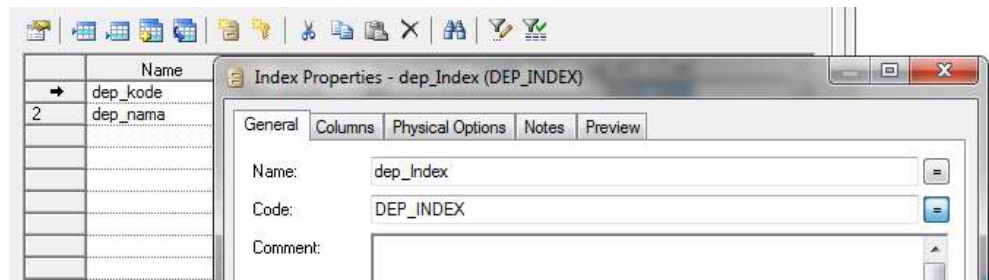 Name
Index Properties - dep_Index (DEP_INDEX)
dep_kode
2 dep_nama
General Columns Physical Options Notes Preview
Name: dep_Index =
Code: DEP_INDEX =
Comment: